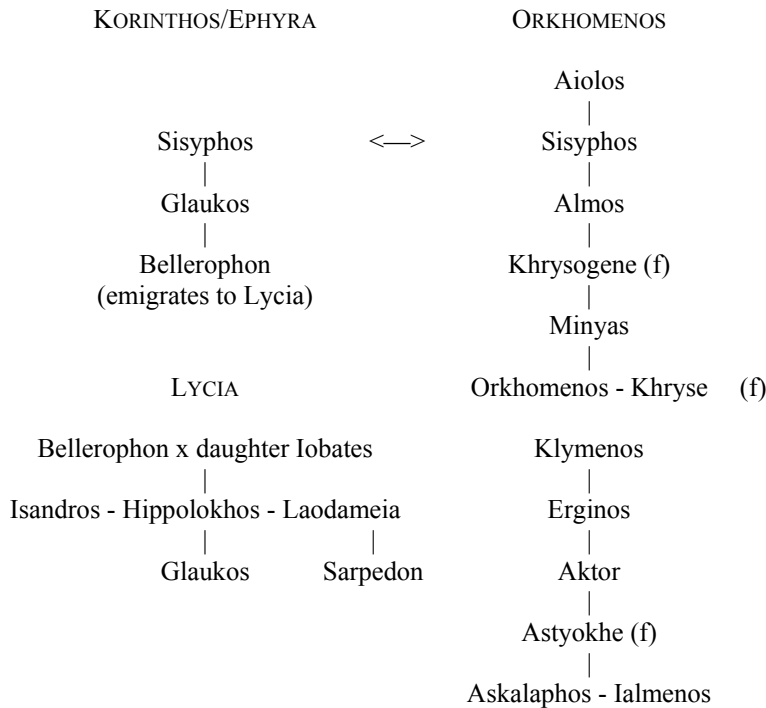 KORINTHOS/EPHYRA ORKHOMENOS
Aiolos
|
Sisyphos <—> Sisyphos
| |
Glaukos Almos
| |
Bellerophon Khrysogene (f)
(emigrates to Lycia) |
Minyas
|
LYCIA Orkhomenos - Khryse (f)
Bellerophon x daughter Iobates Klymenos
| |
Isandros - Hippolokhos - Laodameia Erginos
| | |
Glaukos Sarpedon Aktor
|
Astyokhe (f)
|
Askalaphos - Ialmenos